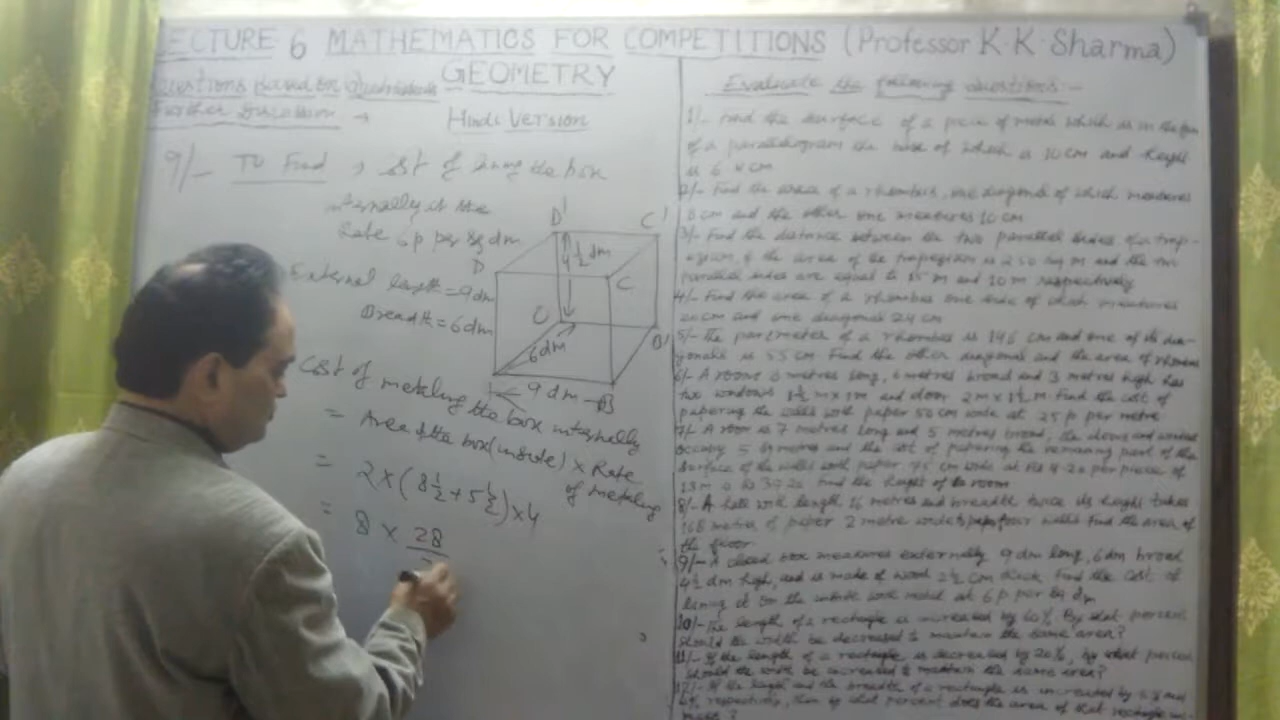 LECTURE 6 MATHEMATICS FOR COMPETITIONS (Professor K.K.Sharma)
GEOMETRY
Questions Based on
Further Discussion →
Hindi Version
9/- To Find → Cost of lining the box
internally at the
Rate 6p per sq dm
External length = 9 dm
Breadth = 6 dm
D' C'
D C
4 1/2 dm
O B'
6 dm
9 dm B
Cost of metaling the box internally
= Area of the box (inside) × Rate
of metaling
= 2 × (8 1/2 + 5 1/2) × 4
= 8 × 28
Evaluate the following Questions:-
1/- Find the surface of a piece of metal which is in the form
of a parallelogram the base of which is 10 cm and height
is 6 cm
2/- Find the area of a rhombus, one diagonal of which measures
8 cm and the other one measures 10 cm
3/- Find the distance between the two parallel sides of a trap-
ezium if the area of the trapezium is 250 sq m and the two
parallel sides are equal to 15 m and 10 m respectively
4/- Find the area of a rhombus one side of which measures
20 cm and one diagonal 24 cm
5/- The perimeter of a rhombus is 146 cm and one of its dia-
gonals is 55 cm Find the other diagonal and the area of rhombus
6/- A room 8 metres long, 6 metres broad and 3 metres high has
two windows 1 1/2 m × 1 m and door 2 m × 1 1/2 m Find the cost of
papering the walls with paper 50 cm wide at 25 p per metre
7/- A room is 7 metres long and 5 metres broad; the doors and windows
occupy 5 sq metres and the cost of papering the remaining part of the
surface of the walls with paper 75 cm wide at Rs 4.20 per piece of
13 m is Rs 39.20 Find the height of the room
8/- A hall with length 16 metres and breadth twice its height takes
168 metres of paper 2 metre wide four walls Find the area of
the floor
9/- A closed box measures externally 9 dm long, 6 dm broad
4 1/2 dm high, and is made of wood 2 1/2 cm thick Find the cost of
lining it on the inside with metal at 6 p per sq dm
10/- The length of a rectangle is increased by 60%. By what percent
should the width be decreased to maintain the same area?
11/- If the length of a rectangle is decreased by 20%, by what percent
should the width be increased to maintain the same area?
12/- If the length and the breadth of a rectangle is increased by and
respectively, then by what percent does the area of that rectangle